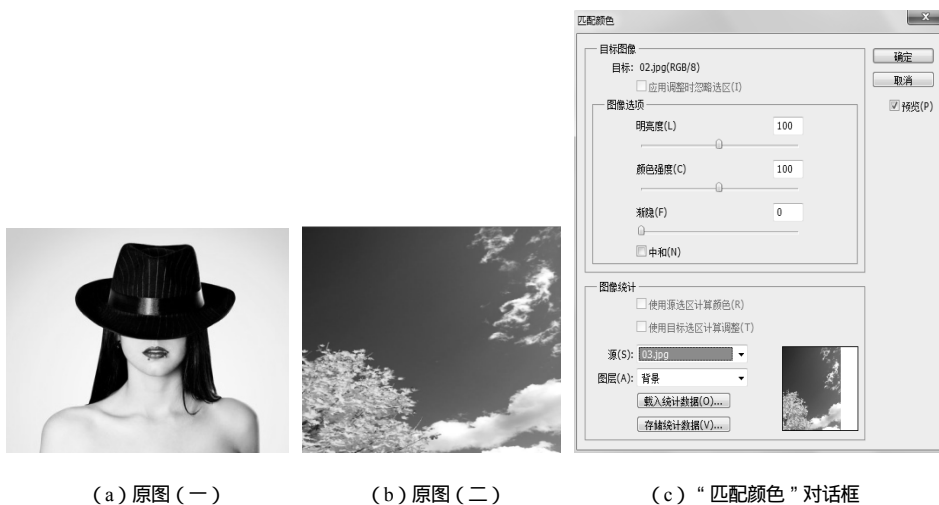 匹配颜色
目标图像
目标: 02.jpg(RGB/8)
应用调整时忽略选区(I)
图像选项
明亮度(L) 100
颜色强度(C) 100
渐隐(F) 0
中和(N)
确定
取消
预览(P)
图像统计
使用源选区计算颜色(R)
使用目标选区计算调整(T)
源(S): 03.jpg
图层(A): 背景
载入统计数据(O)...
存储统计数据(V)...
（a）原图（一）
（b）原图（二）
（c）“匹配颜色”对话框